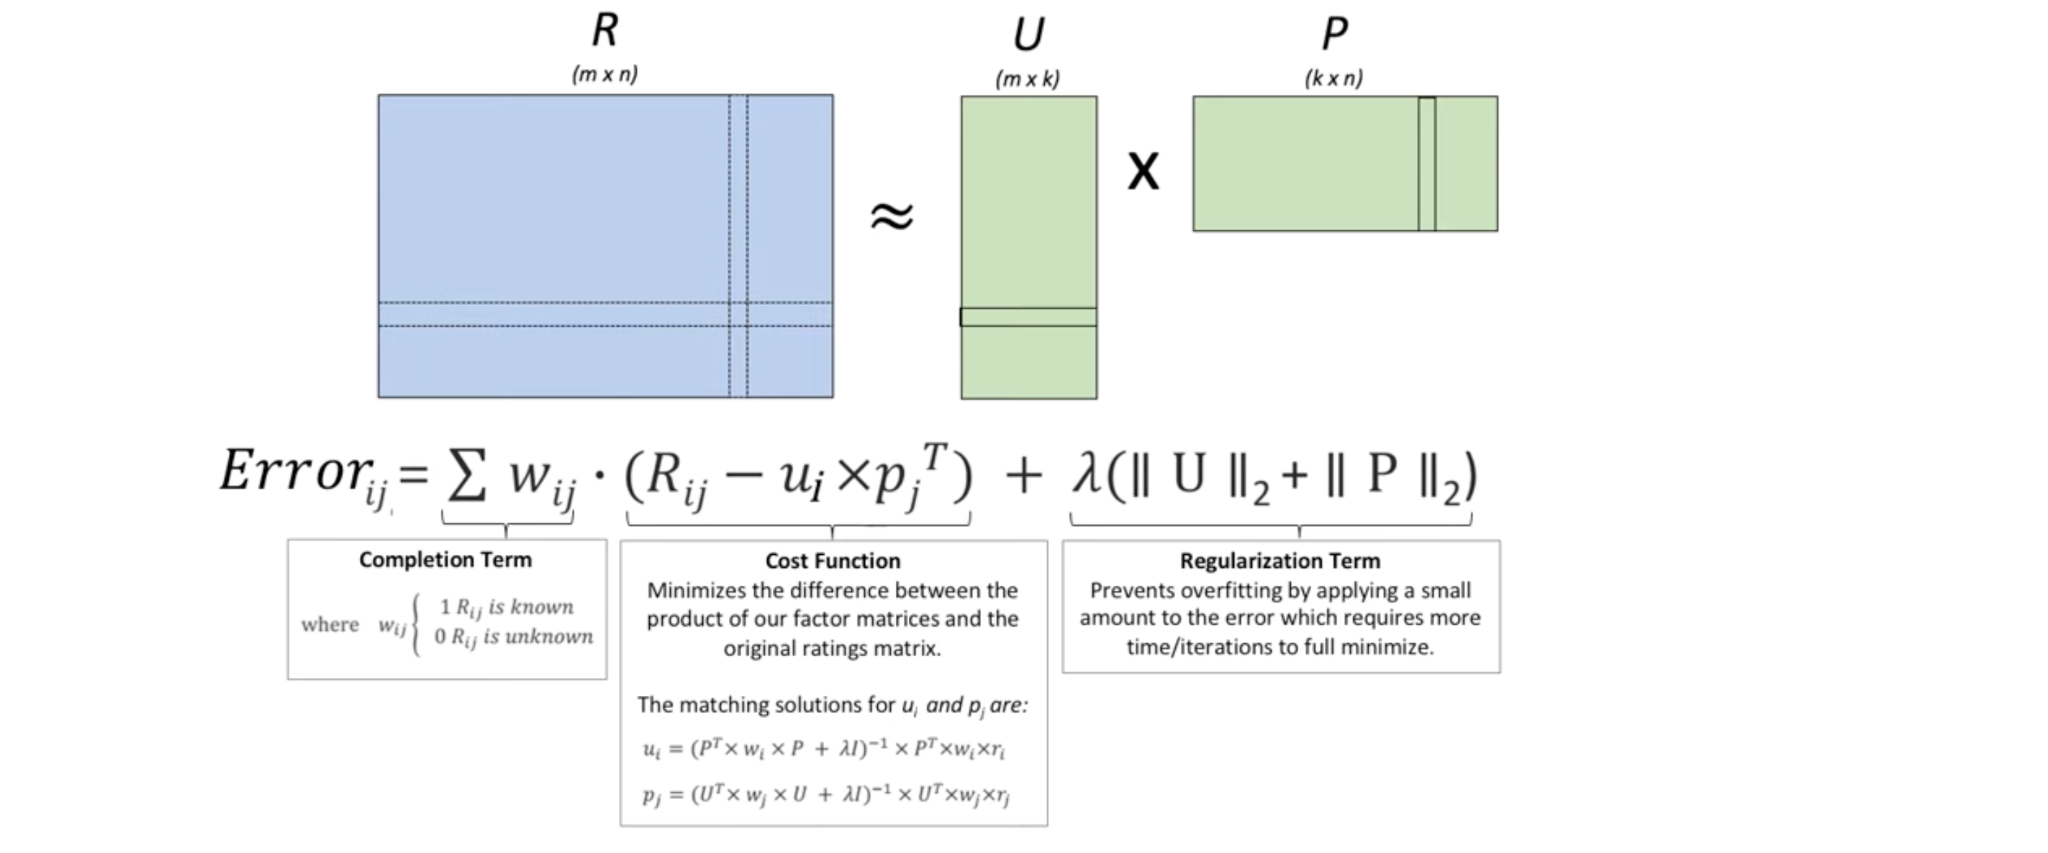 R U P
(m x n) (m x k) (k x n)
≈ X
Error_ij = ∑ w_ij · (R_ij − u_i ×p_j^T) + λ(‖ U ‖_2 + ‖ P ‖_2)
Completion Term
where w_ij { 1 R_ij is known
0 R_ij is unknown
Cost Function
Minimizes the difference between the
product of our factor matrices and the
original ratings matrix.
The matching solutions for u_i and p_j are:
u_i = (P^T× w_i × P + λI)^−1 × P^T×w_i×r_i
p_j = (U^T× w_j × U + λI)^−1 × U^T×w_j×r_j
Regularization Term
Prevents overfitting by applying a small
amount to the error which requires more
time/iterations to full minimize.